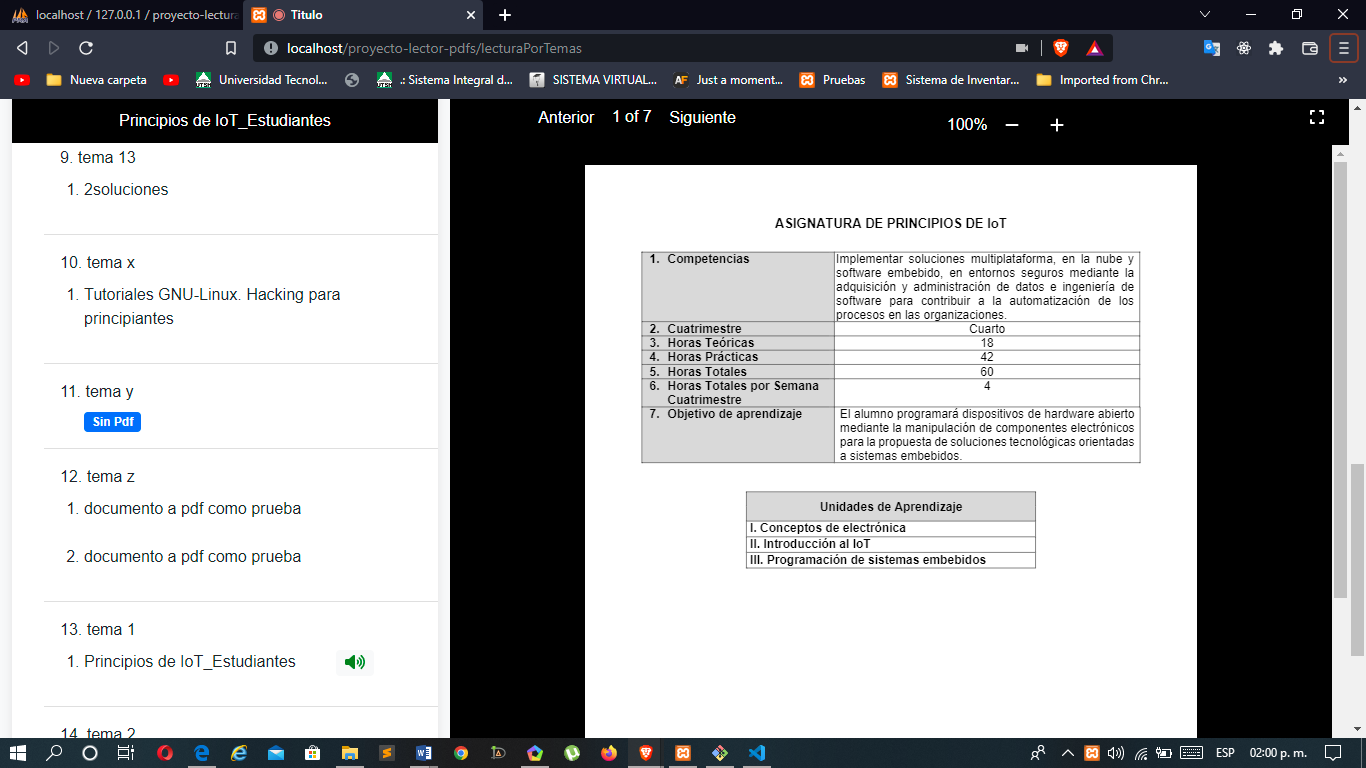 localhost / 127.0.0.1 / proyecto-lectura
Titulo
localhost/proyecto-lector-pdfs/lecturaPorTemas
Nueva carpeta
Universidad Tecnol...
.: Sistema Integral d...
SISTEMA VIRTUAL...
AF
Just a moment...
Pruebas
Sistema de Inventar...
Imported from Chr...
»
Principios de IoT_Estudiantes
9. tema 13
1. 2soluciones
10. tema x
1. Tutoriales GNU-Linux. Hacking para
principiantes
11. tema y
Sin Pdf
12. tema z
1. documento a pdf como prueba
2. documento a pdf como prueba
13. tema 1
1. Principios de IoT_Estudiantes
14. tema 2
Anterior 1 of 7 Siguiente
100%
ASIGNATURA DE PRINCIPIOS DE IoT
1. Competencias
Implementar soluciones multiplataforma, en la nube y
software embebido, en entornos seguros mediante la
adquisición y administración de datos e ingeniería de
software para contribuir a la automatización de los
procesos en las organizaciones.
2. Cuatrimestre
Cuarto
3. Horas Teóricas
18
4. Horas Prácticas
42
5. Horas Totales
60
6. Horas Totales por Semana
Cuatrimestre
4
7. Objetivo de aprendizaje
El alumno programará dispositivos de hardware abierto
mediante la manipulación de componentes electrónicos
para la propuesta de soluciones tecnológicas orientadas
a sistemas embebidos.
Unidades de Aprendizaje
I. Conceptos de electrónica
II. Introducción al IoT
III. Programación de sistemas embebidos
ESP
02:00 p. m.